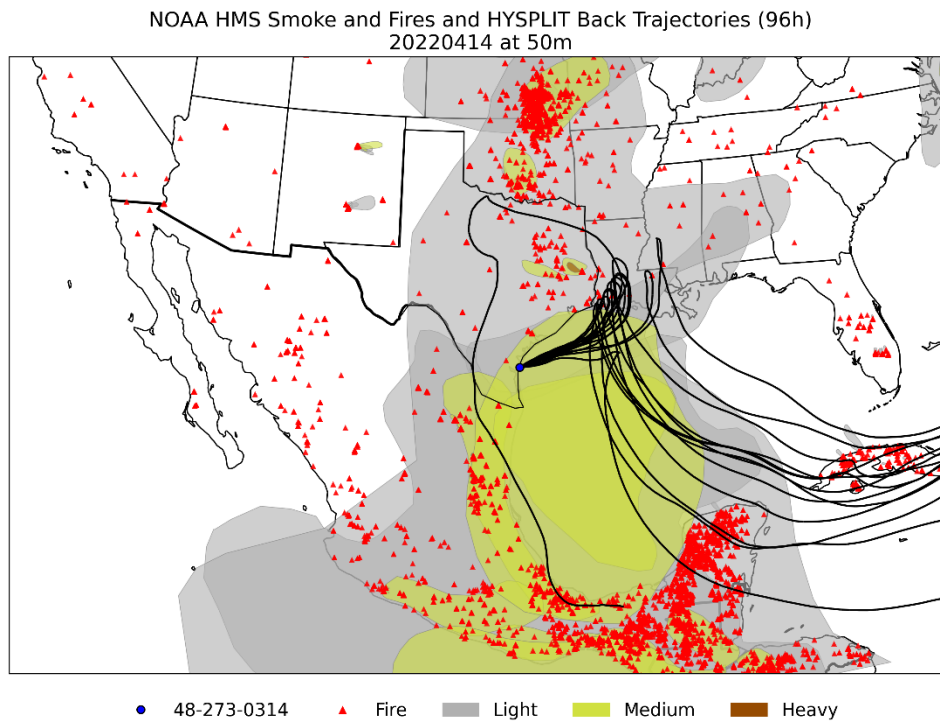 NOAA HMS Smoke and Fires and HYSPLIT Back Trajectories (96h)
20220414 at 50m
48-273-0314 Fire Light Medium Heavy